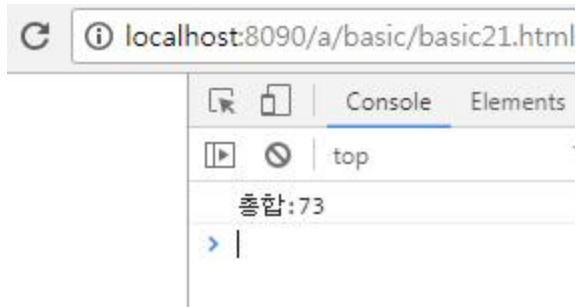 localhost:8090/a/basic/basic21.html
Console Elements
top
총합:73